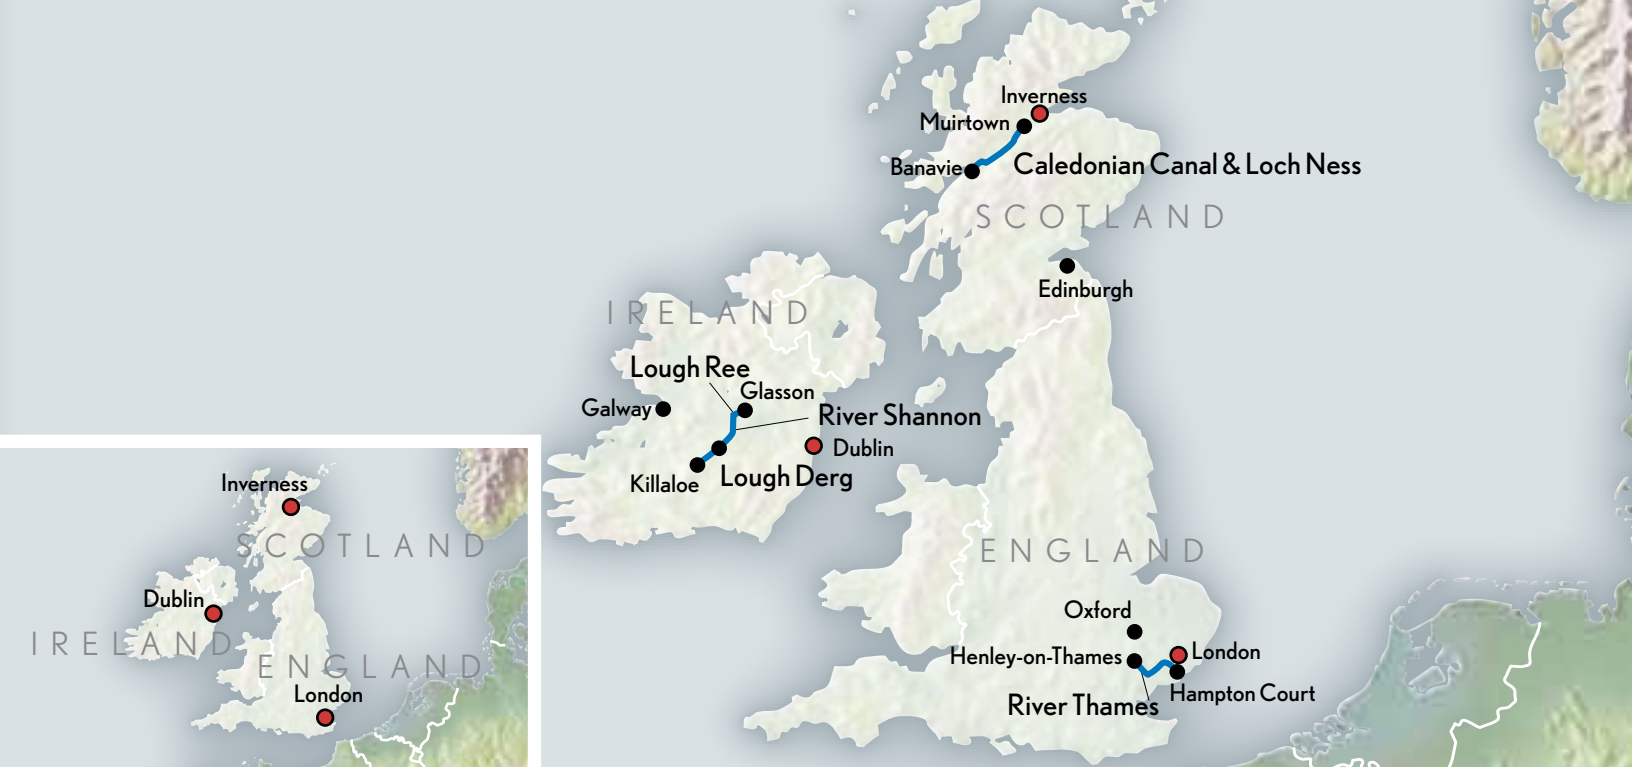 Inverness
Muirtown
Banavie
Caledonian Canal & Loch Ness
SCOTLAND
Edinburgh
IRELAND
Lough Ree
Glasson
Galway
River Shannon
Dublin
Killaloe
Lough Derg
ENGLAND
Oxford
Henley-on-Thames
London
Hampton Court
River Thames
Inverness
SCOTLAND
Dublin
IRELAND
ENGLAND
London